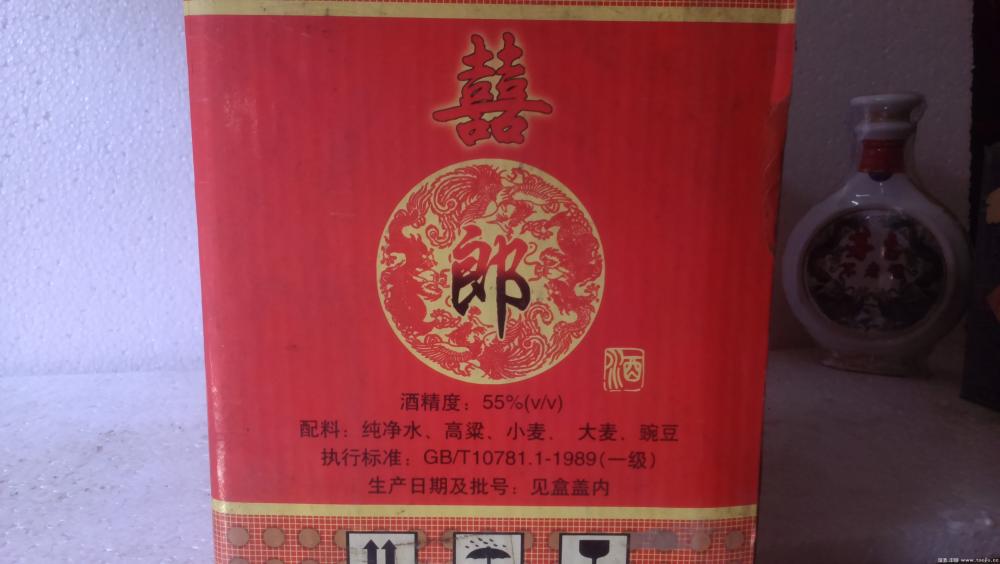 囍
郎
酒
酒精度：55%(v/v)
配料：纯净水、高粱、小麦、大麦、豌豆
执行标准：GB/T10781.1-1989(一级)
生产日期及批号：见盒盖内